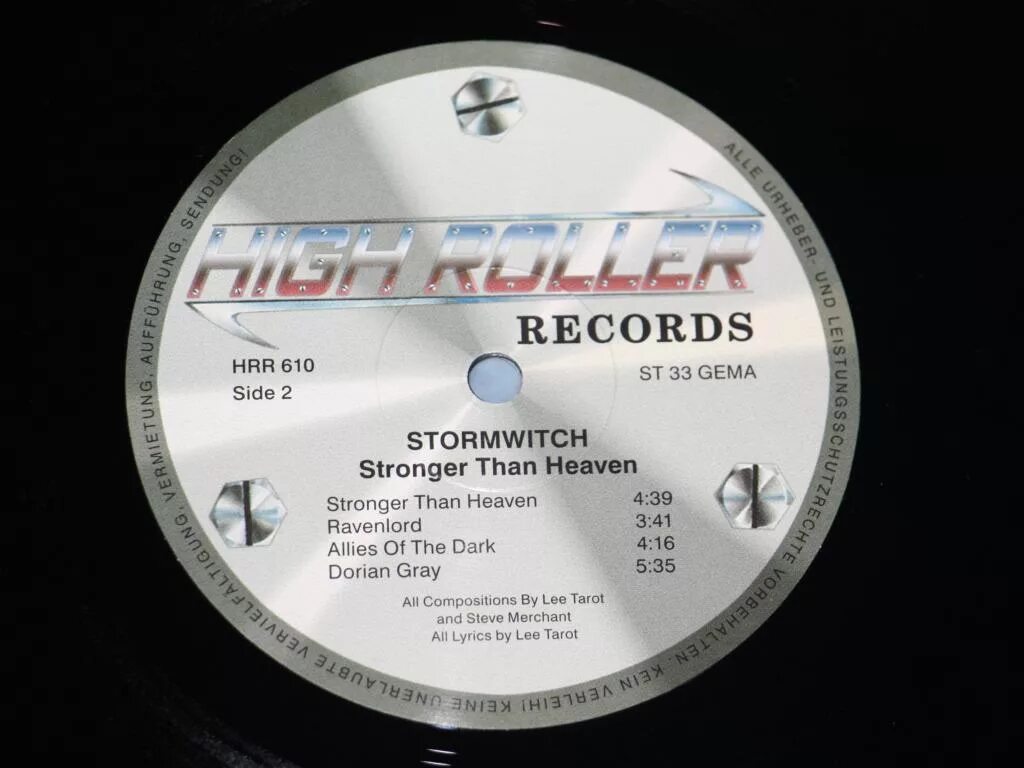 HIGH ROLLER
RECORDS
HRR 610
Side 2
ST 33 GEMA
STORMWITCH
Stronger Than Heaven
Stronger Than Heaven 4:39
Ravenlord 3:41
Allies Of The Dark 4:16
Dorian Gray 5:35
All Compositions By Lee Tarot
and Steve Merchant
All Lyrics by Lee Tarot
ALLE URHEBER- UND LEISTUNGSSCHUTZRECHTE VORBEHALTEN. KEIN VERLEIH! KEINE UNERLAUBTE VERVIELFÄLTIGUNG, VERMIETUNG, AUFFÜHRUNG, SENDUNG!